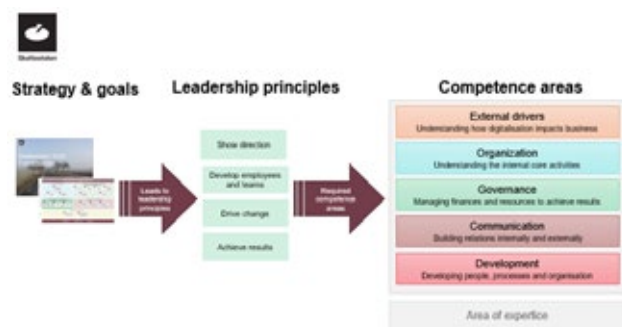 Skatteetaten
Strategy & goals
Leadership principles
Competence areas
Leads to
leadership
principles
Show direction
Develop employees
and teams
Drive change
Achieve results
Required
competence
areas
External drivers
Understanding how digitalisation impacts business
Organization
Understanding the internal core activities
Governance
Managing finances and resources to achieve results
Communication
Building relations internally and externally
Development
Developing people, processes and organisation
Area of expertice